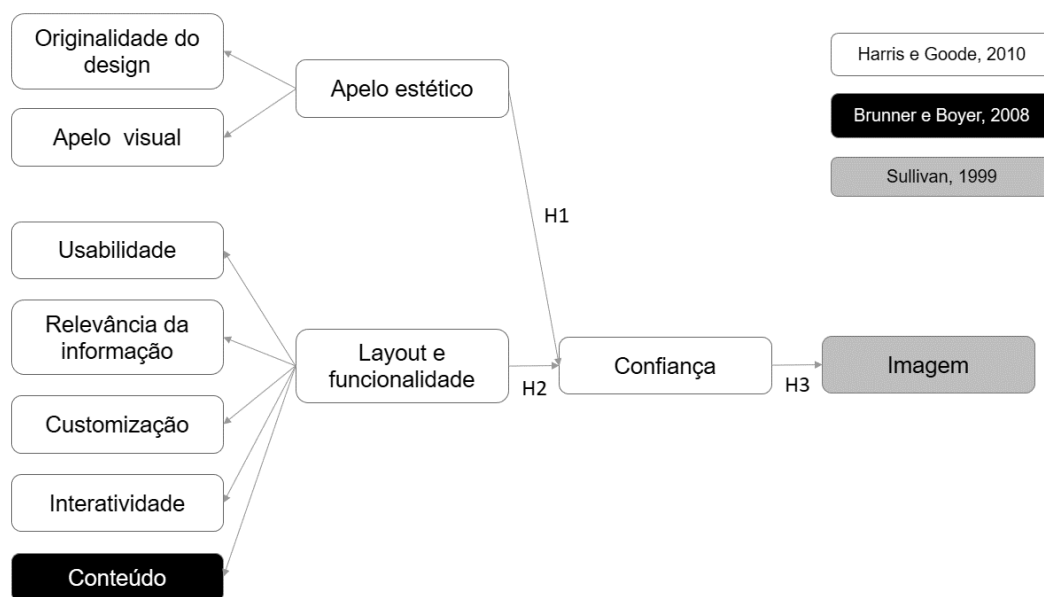 Originalidade do
design
Apelo visual
Apelo estético
Harris e Goode, 2010
Brunner e Boyer, 2008
Sullivan, 1999
H1
Usabilidade
Relevância da
informação
Customização
Interatividade
Conteúdo
Layout e
funcionalidade
H2
Confiança
H3
Imagem